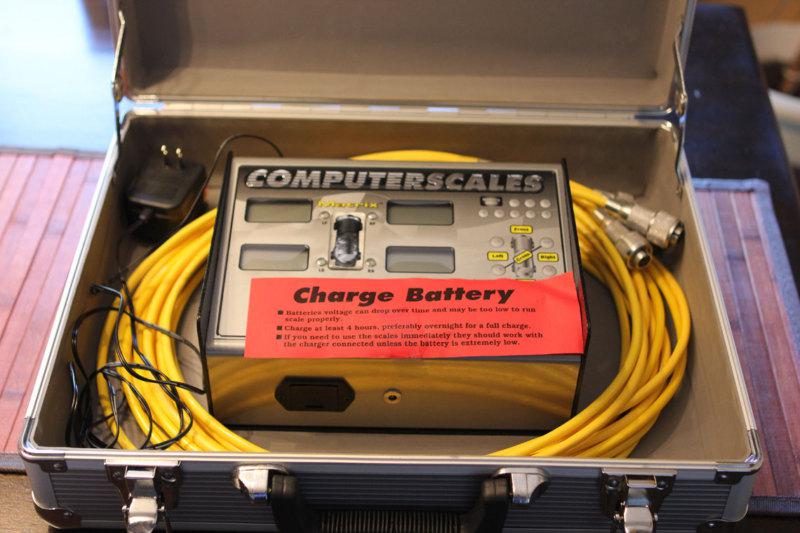 COMPUTERSCALES
Matrix
Front
Left
Cross
Right
Charge Battery
■ Batteries voltage can drop over time and may be too low to run
scale properly.
■ Charge at least 4 hours, preferably overnight for a full charge.
■ If you need to use the scales immediately they should work with
the charger connected unless the battery is extremely low.